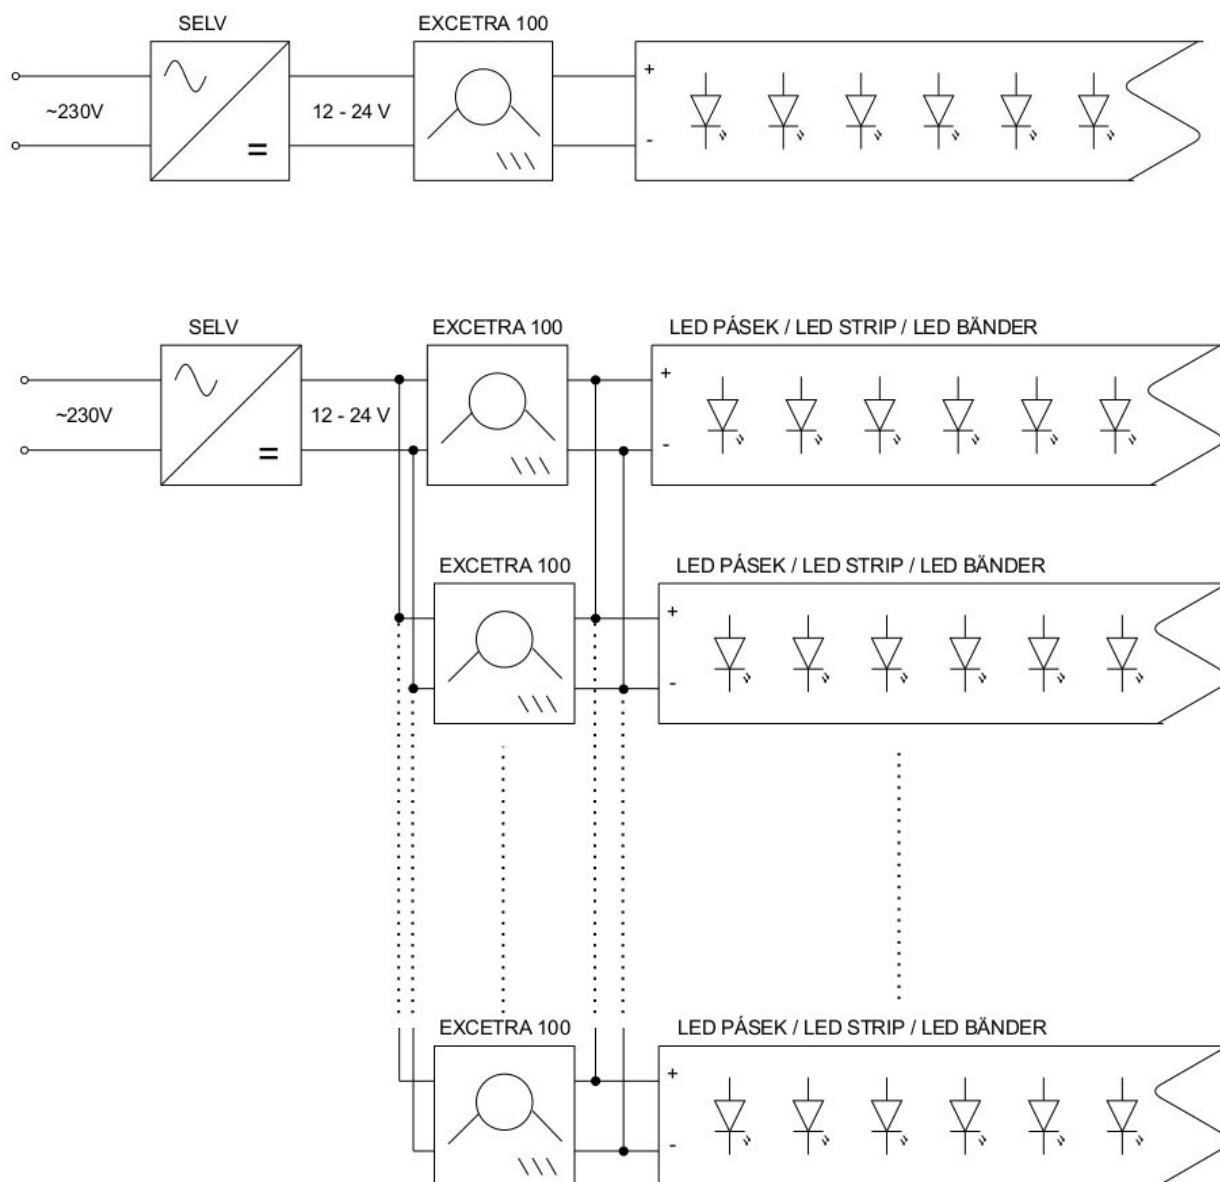 SELV EXCETRA 100
~230V 12 - 24 V + -
SELV EXCETRA 100 LED PÁSEK / LED STRIP / LED BÄNDER
~230V 12 - 24 V + -
EXCETRA 100 LED PÁSEK / LED STRIP / LED BÄNDER
+ -
EXCETRA 100 LED PÁSEK / LED STRIP / LED BÄNDER
+ -